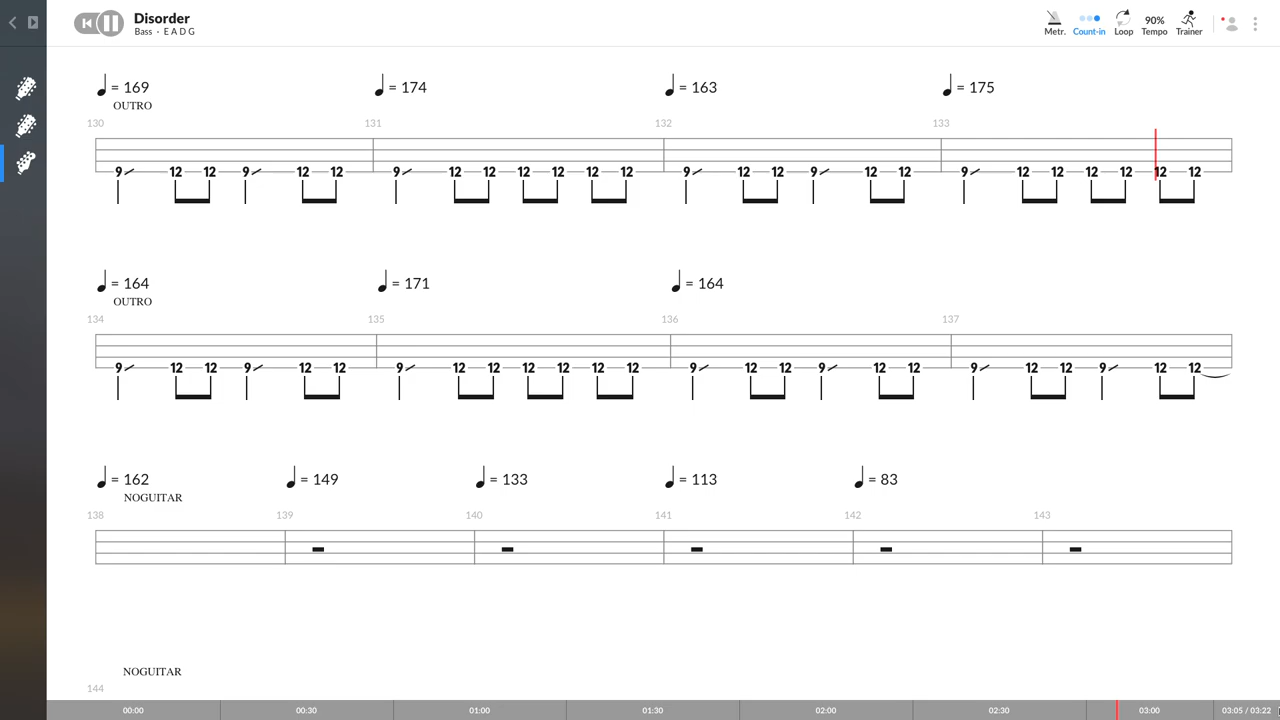 Disorder
Bass · E A D G
Metr.
Count-in
Loop
90%
Tempo
Trainer
= 169
= 174
= 163
= 175
OUTRO
130
131
132
133
9 12 12 9 12 12 9 12 12 12 12 12 12 9 12 12 9 12 12 9 12 12 12 12 12 12
= 164
= 171
= 164
OUTRO
134
135
136
137
9 12 12 9 12 12 9 12 12 12 12 12 12 9 12 12 9 12 12 9 12 12 9 12 12
= 162
= 149
= 133
= 113
= 83
NOGUITAR
138
139
140
141
142
143
NOGUITAR
144
00:00
00:30
01:00
01:30
02:00
02:30
03:00
03:05 / 03:22